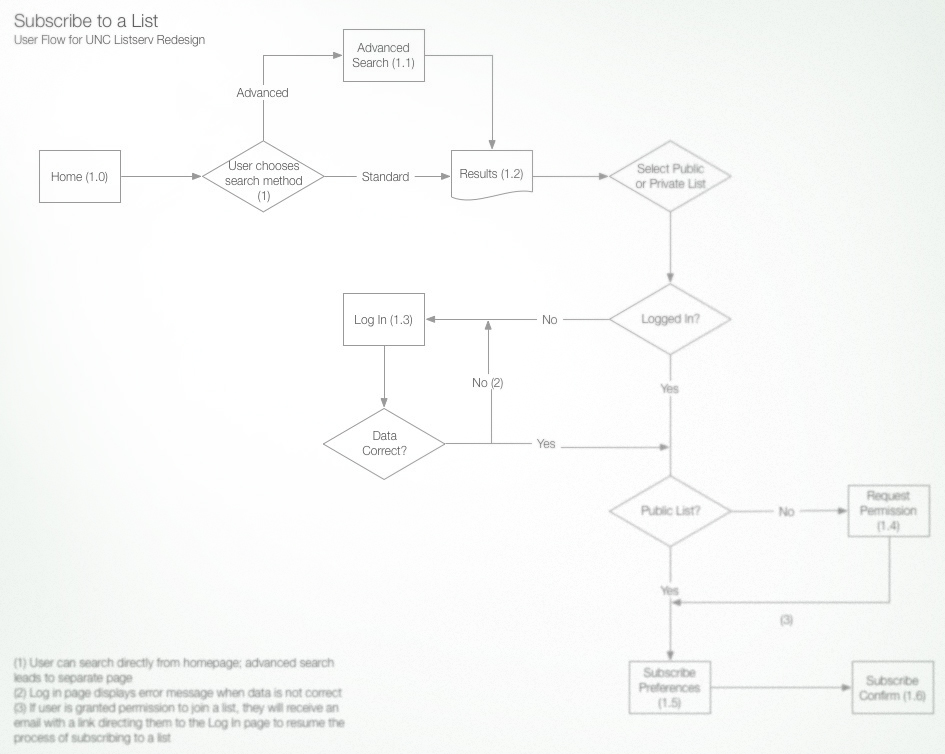 Subscribe to a List
User Flow for UNC Listserv Redesign
Advanced
Search (1.1)
Advanced
Home (1.0)
User chooses
search method
(1)
Standard
Results (1.2)
Select Public
or Private List
Log In (1.3)
No
Logged In?
No (2)
Yes
Data
Correct?
Yes
Public List?
No
Request
Permission
(1.4)
Yes
(3)
Subscribe
Preferences
(1.5)
Subscribe
Confirm (1.6)
(1) User can search directly from homepage; advanced search
leads to separate page
(2) Log in page displays error message when data is not correct
(3) If user is granted permission to join a list, they will receive an
email with a link directing them to the Log In page to resume the
process of subscribing to a list